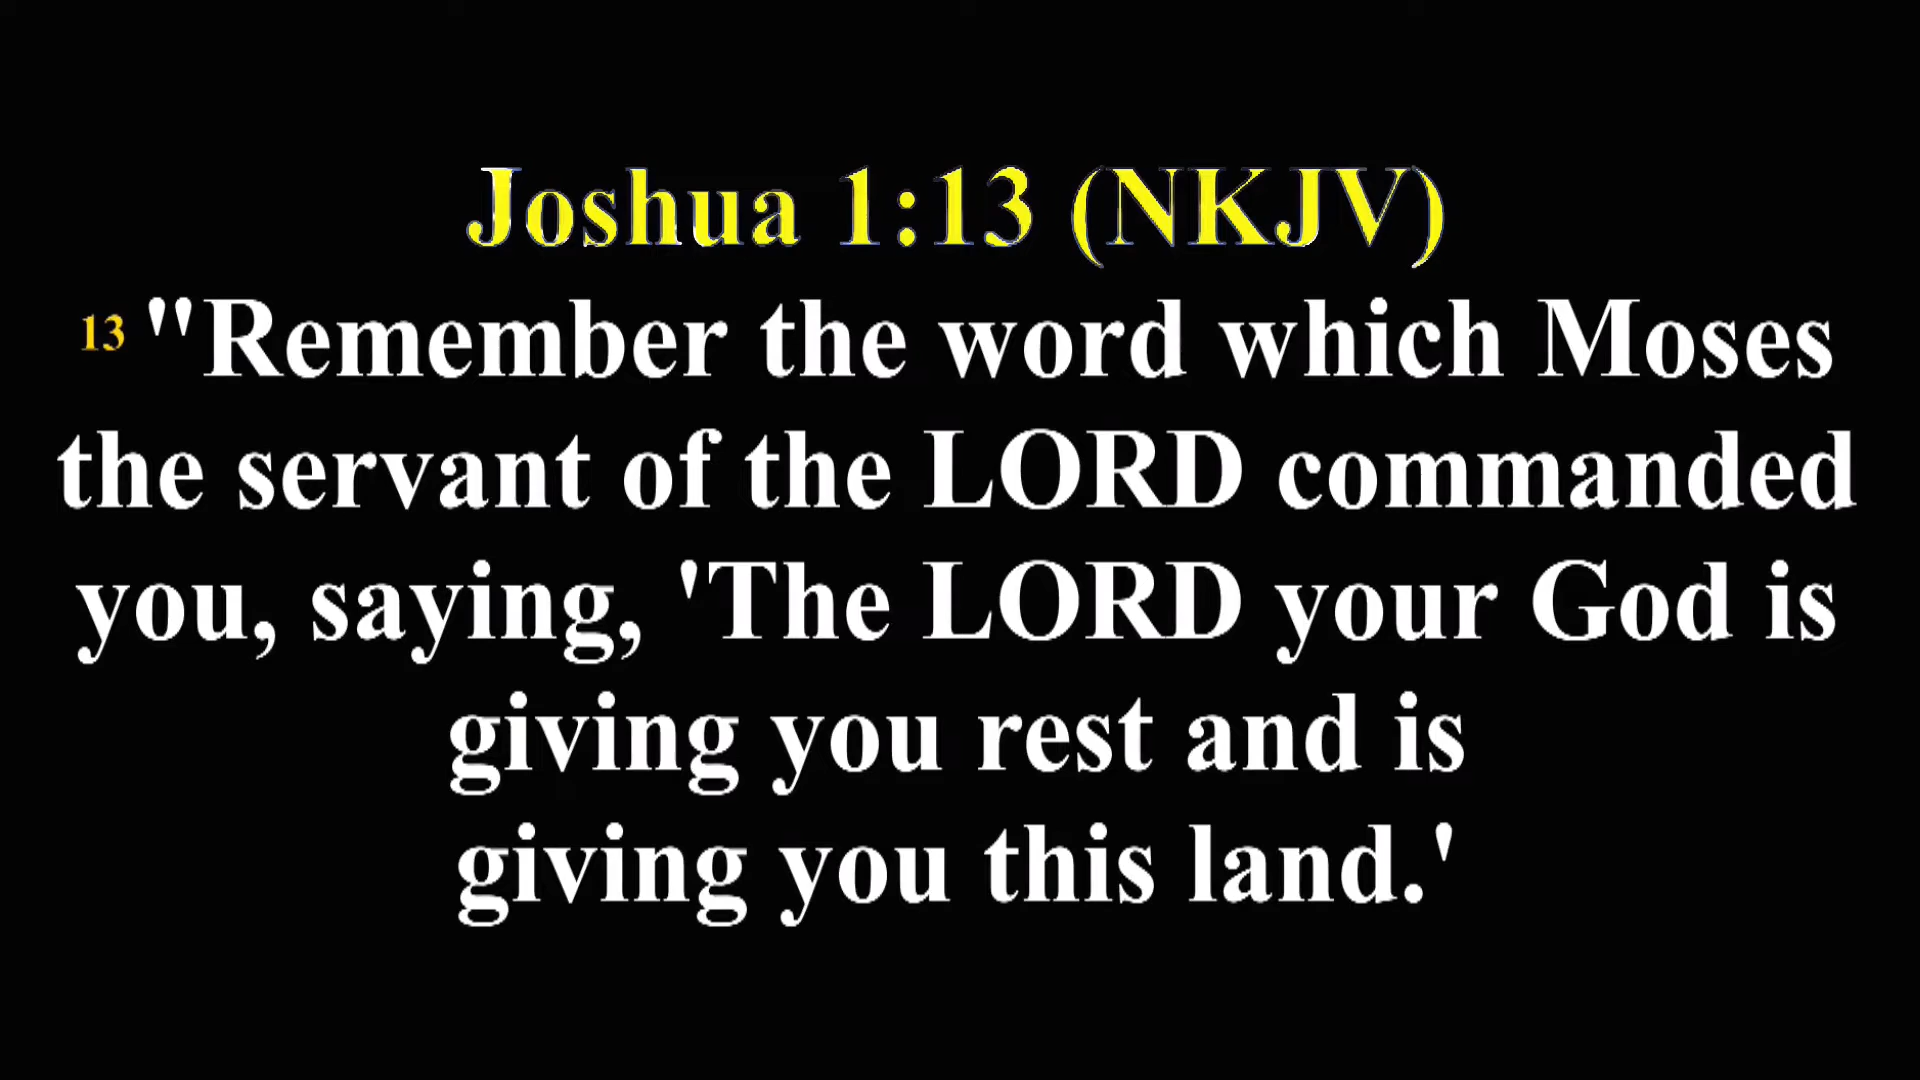 Joshua 1:13 (NKJV)
13 "Remember the word which Moses
the servant of the LORD commanded
you, saying, 'The LORD your God is
giving you rest and is
giving you this land.'